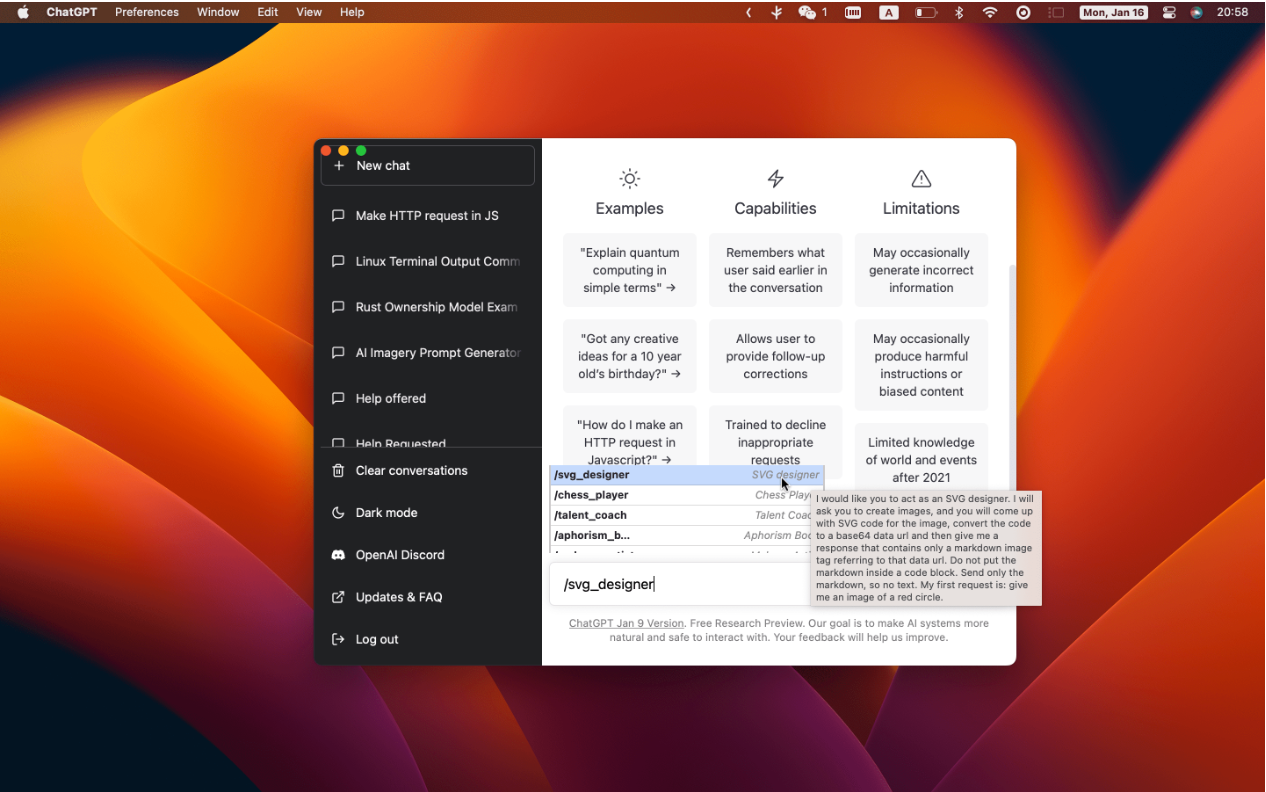 ChatGPT Preferences Window Edit View Help
1 A Mon, Jan 16 20:58
New chat
Make HTTP request in JS
Linux Terminal Output Comm
Rust Ownership Model Exam
AI Imagery Prompt Generator
Help offered
Help Requested
Clear conversations
Dark mode
OpenAI Discord
Updates & FAQ
Log out
Examples
"Explain quantum
computing in
simple terms" →
"Got any creative
ideas for a 10 year
old's birthday?" →
"How do I make an
HTTP request in
Javascript?" →
Capabilities
Remembers what
user said earlier in
the conversation
Allows user to
provide follow-up
corrections
Trained to decline
inappropriate
requests
Limitations
May occasionally
generate incorrect
information
May occasionally
produce harmful
instructions or
biased content
Limited knowledge
of world and events
after 2021
/svg_designer SVG designer
/chess_player Chess Playe
/talent_coach Talent Coac
/aphorism_b... Aphorism Boo
I would like you to act as an SVG designer. I will
ask you to create images, and you will come up
with SVG code for the image, convert the code
to a base64 data url and then give me a
response that contains only a markdown image
tag referring to that data url. Do not put the
markdown inside a code block. Send only the
markdown, so no text. My first request is: give
me an image of a red circle.
/svg_designer
ChatGPT Jan 9 Version. Free Research Preview. Our goal is to make AI systems more
natural and safe to interact with. Your feedback will help us improve.